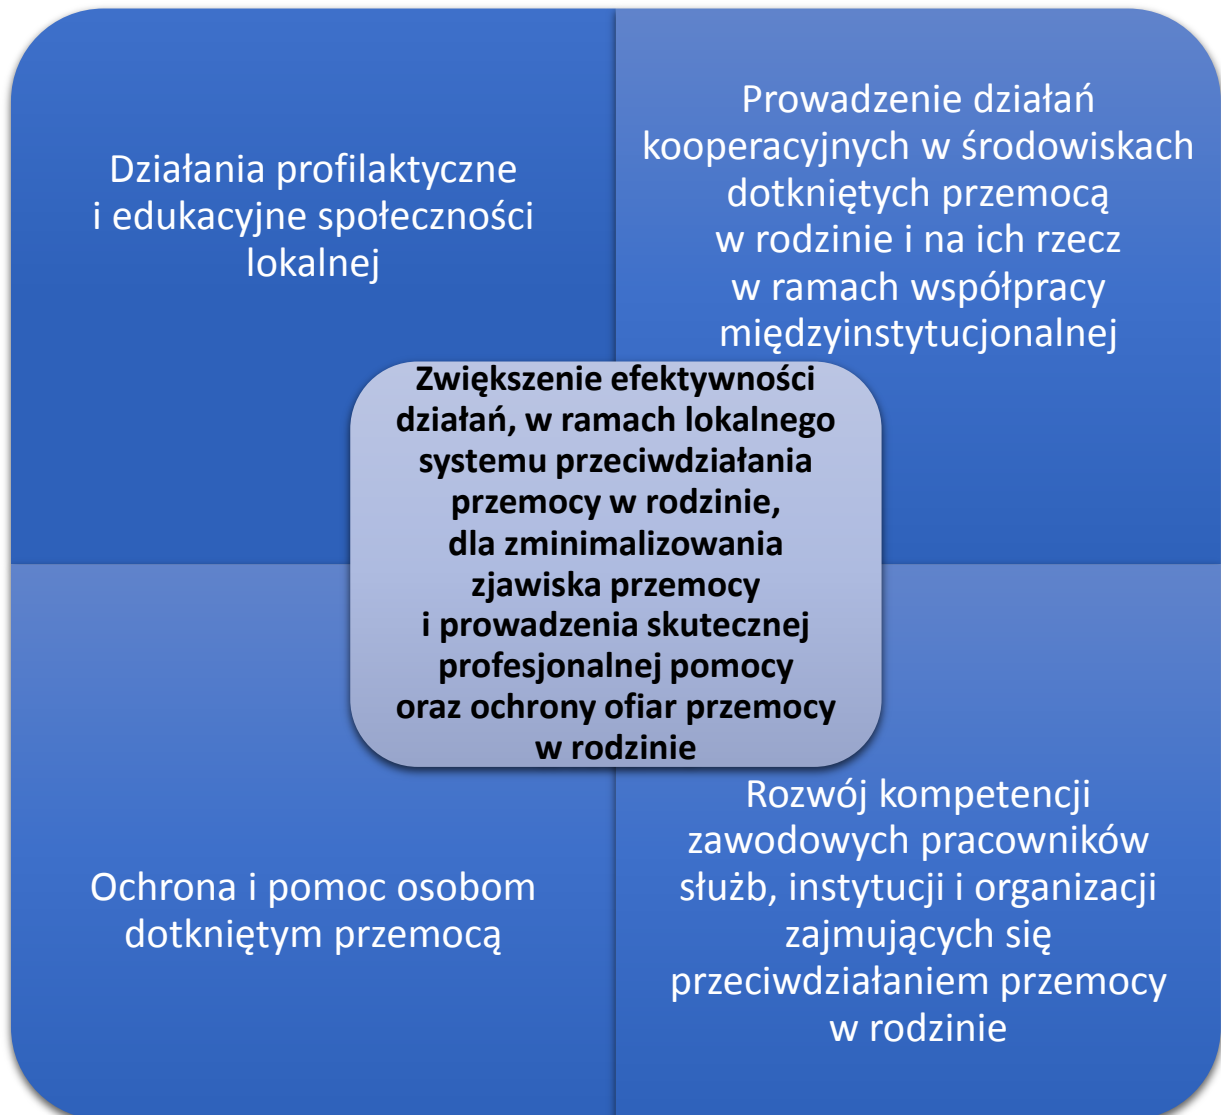 Działania profilaktyczne
i edukacyjne społeczności
lokalnej
Prowadzenie działań
kooperacyjnych w środowiskach
dotkniętych przemocą
w rodzinie i na ich rzecz
w ramach współpracy
międzyinstytucjonalnej
Zwiększenie efektywności
działań, w ramach lokalnego
systemu przeciwdziałania
przemocy w rodzinie,
dla zminimalizowania
zjawiska przemocy
i prowadzenia skutecznej
profesjonalnej pomocy
oraz ochrony ofiar przemocy
w rodzinie
Ochrona i pomoc osobom
dotkniętym przemocą
Rozwój kompetencji
zawodowych pracowników
służb, instytucji i organizacji
zajmujących się
przeciwdziałaniem przemocy
w rodzinie